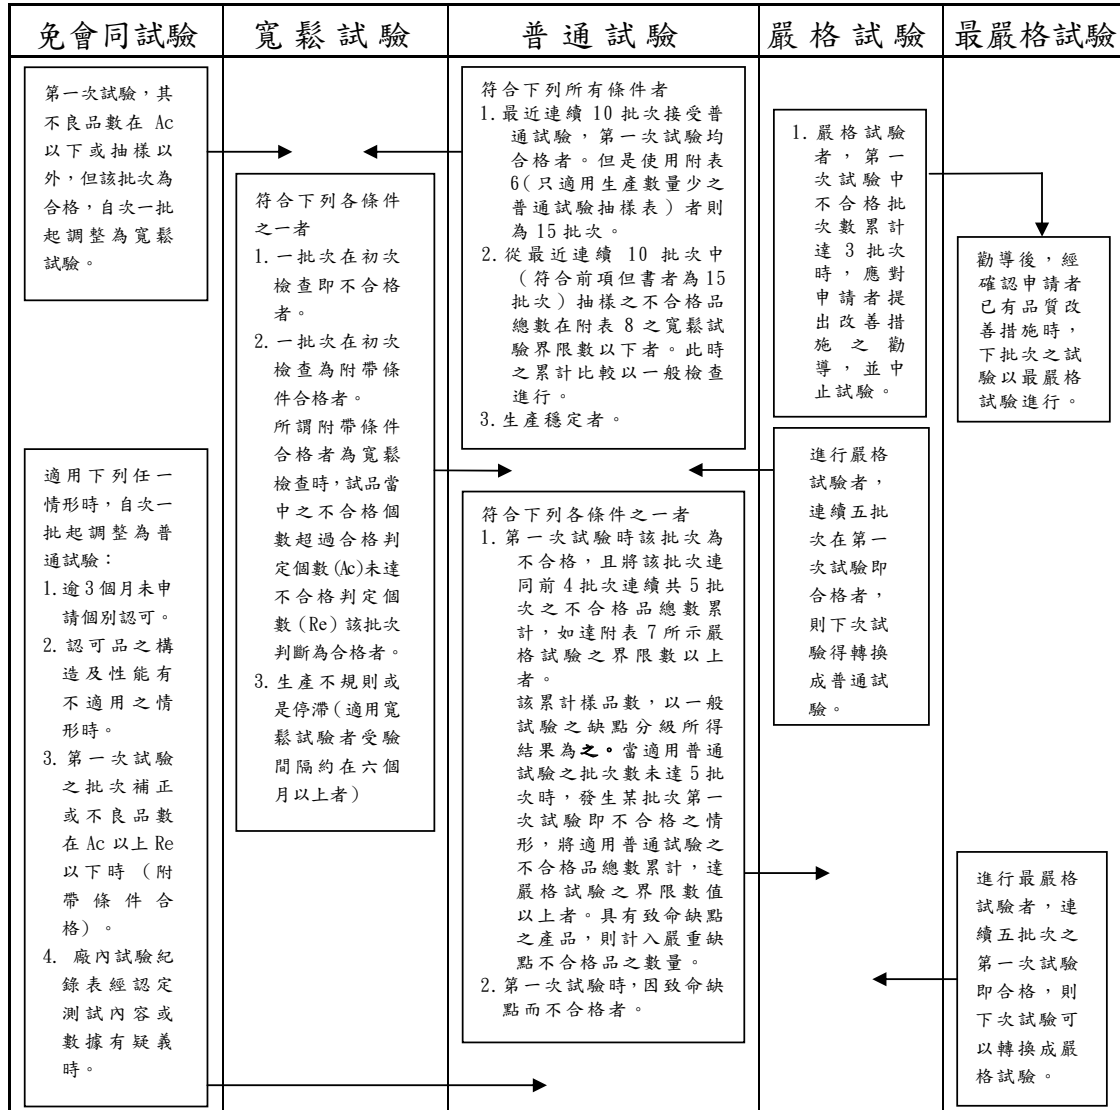 免會同試驗
寬鬆試驗
普通試驗
嚴格試驗
最嚴格試驗
第一次試驗，其
不良品數在 Ac
以下或抽樣以
外，但該批次為
合格，自次一批
起調整為寬鬆
試驗。
適用下列任一
情形時，自次一
批起調整為普
通試驗：
1.逾3個月未申
請個別認可。
2.認可品之構
造及性能有
不適用之情
形時。
3.第一次試驗
之批次補正
或不良品數
在 Ac 以上 Re
以下時（附
帶條件合
格）。
4. 廠內試驗紀
錄表經認定
測試內容或
數據有疑義
時。
符合下列各條件
之一者
1.一批次在初次
檢查即不合格
者。
2.一批次在初次
檢查為附帶條
件合格者。
所謂附帶條件
合格者為寬鬆
檢查時，試品當
中之不合格個
數超過合格判
定個數(Ac)未達
不合格判定個
數(Re)該批次
判斷為合格者。
3.生產不規則或
是停滯(適用寬
鬆試驗者受驗
間隔約在六個
月以上者)
符合下列所有條件者
1.最近連續 10 批次接受普
通試驗，第一次試驗均
合格者。但是使用附表
6(只適用生產數量少之
普通試驗抽樣表)者則
為15批次。
2.從最近連續 10 批次中
(符合前項但書者為15
批次)抽樣之不合格品
總數在附表 8 之寬鬆試
驗界限數以下者。此時
之累計比較以一般檢查
進行。
3.生產穩定者。
符合下列各條件之一者
1.第一次試驗時該批次為
不合格，且將該批次連
同前4批次連續共5批
次之不合格品總數累
計，如達附表7所示嚴
格試驗之界限數以上
者。
該累計樣品數，以一般
試驗之缺點分級所得
結果為之。當適用普通
試驗之批次數未達5批
次時，發生某批次第一
次試驗即不合格之情
形，將適用普通試驗之
不合格品總數累計，達
嚴格試驗之界限數值
以上者。具有致命缺點
之產品，則計入嚴重缺
點不合格品之數量。
2.第一次試驗時，因致命缺
點而不合格者。
1.嚴格試驗
者，第一
次試驗中
不合格批
次數累計
達3批次
時，應對
申請者提
出改善措
施之勸
導，並中
止試驗。
進行嚴格
試驗者，
連續五批
次在第一
次試驗即
合格者，
則下次試
驗得轉換
成普通試
驗。
勸導後，經
確認申請者
已有品質改
善措施時，
下批次之試
驗以最嚴格
試驗進行。
進行最嚴格
試驗者，連
續五批次之
第一次試驗
即合格，則
下次試驗可
以轉換成嚴
格試驗。